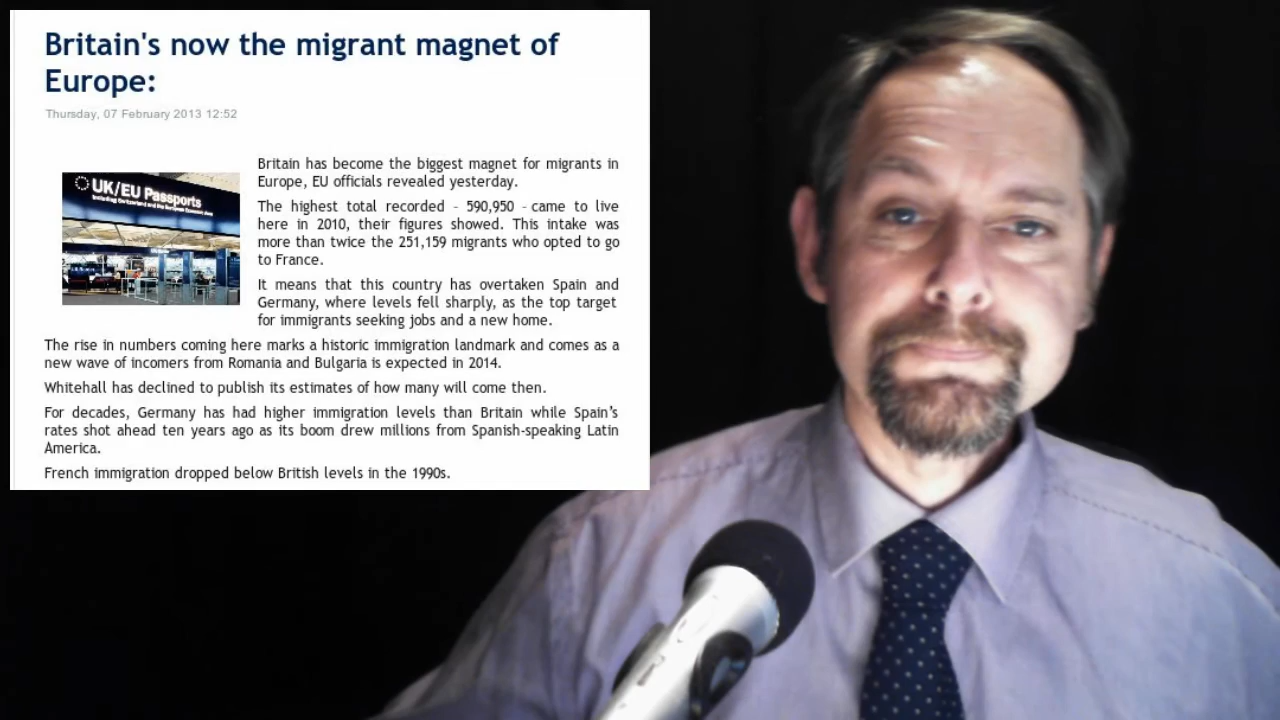 Britain's now the migrant magnet of
Europe:
Thursday, 07 February 2013 12:52
UK/EU Passports
Britain has become the biggest magnet for migrants in
Europe, EU officials revealed yesterday.
The highest total recorded – 590,950 – came to live
here in 2010, their figures showed. This intake was
more than twice the 251,159 migrants who opted to go
to France.
It means that this country has overtaken Spain and
Germany, where levels fell sharply, as the top target
for immigrants seeking jobs and a new home.
The rise in numbers coming here marks a historic immigration landmark and comes as a
new wave of incomers from Romania and Bulgaria is expected in 2014.
Whitehall has declined to publish its estimates of how many will come then.
For decades, Germany has had higher immigration levels than Britain while Spain’s
rates shot ahead ten years ago as its boom drew millions from Spanish-speaking Latin
America.
French immigration dropped below British levels in the 1990s.